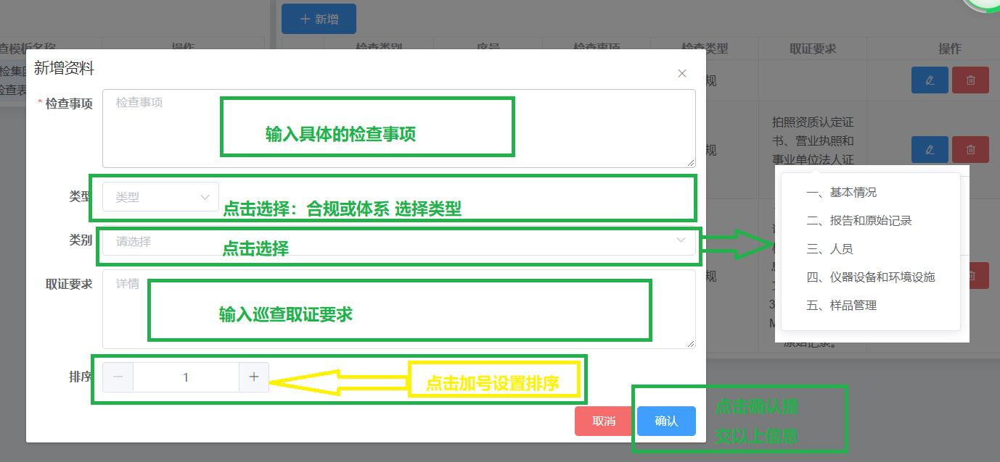 新增
查模板名称 操作 检查类别 序号 检查事项 检查类型 取证要求 操作
新增资料
检集团
检查表
规
* 检查事项
检查事项
输入具体的检查事项
拍照资质认定证
书、营业执照和
事业单位法人证
规
类型
类型
点击选择：合规或体系 选择类型
类别
请选择
点击选择
一、基本情况
二、报告和原始记录
三、人员
四、仪器设备和环境设施
五、样品管理
规
取证要求
详情
输入巡查取证要求
原始记录。
排序
1
点击加号设置排序
取消
确认
点击确认提
交以上信息